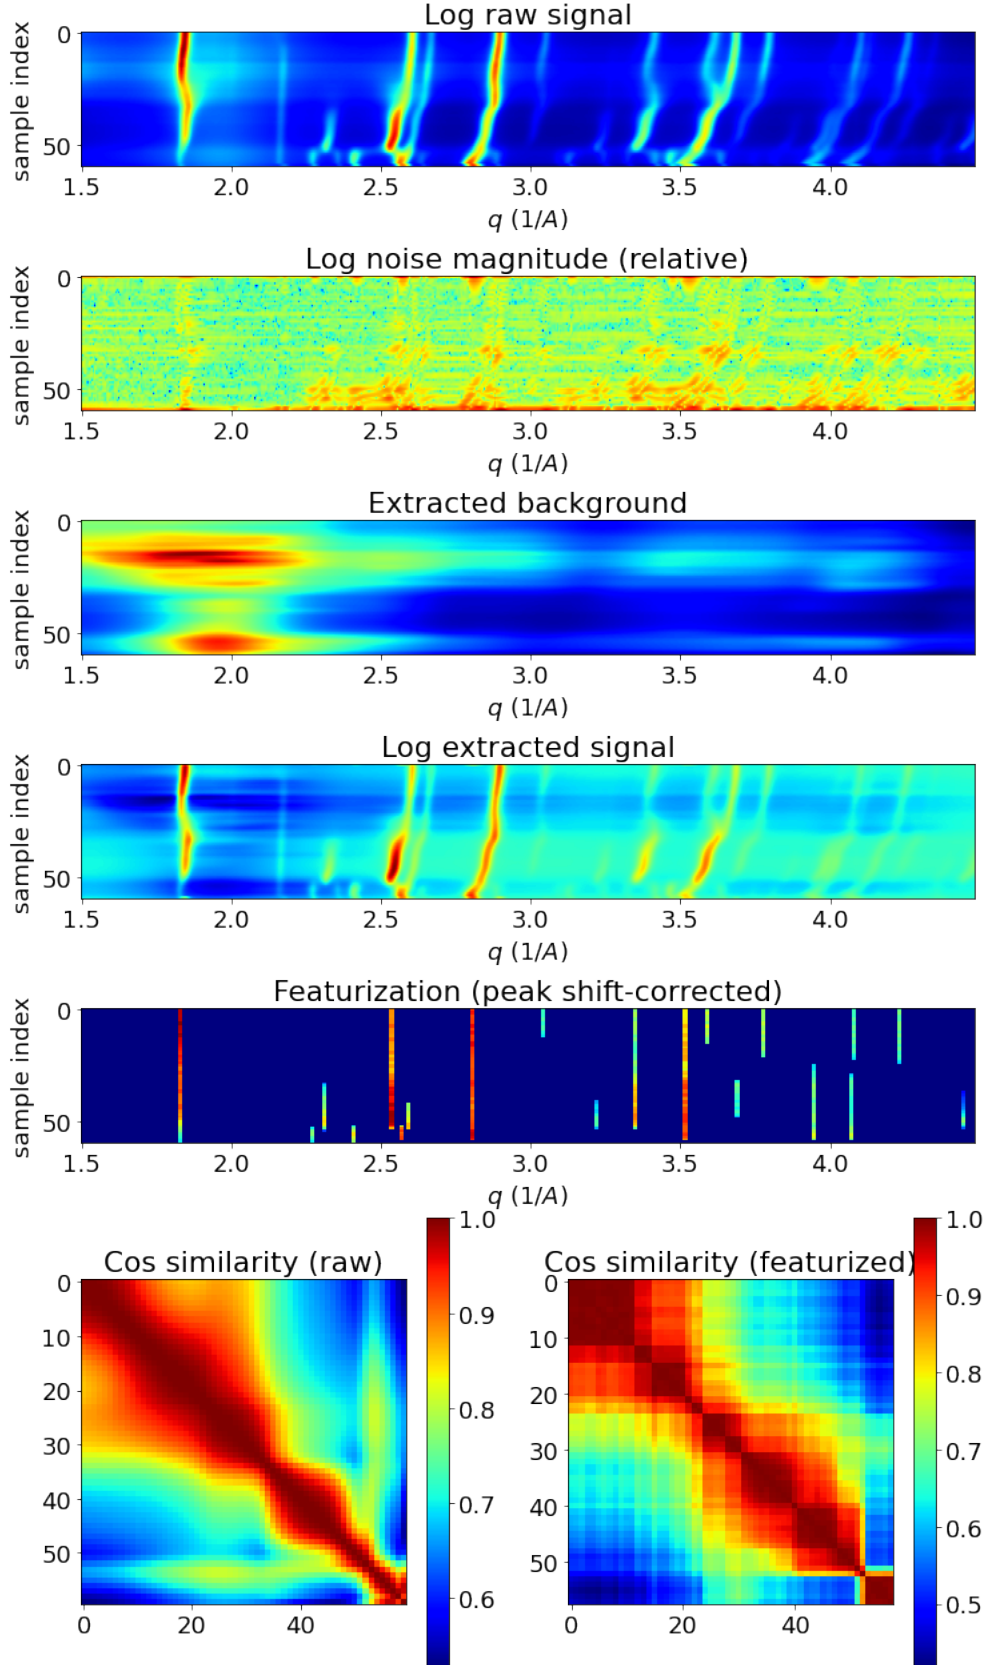 Log raw signal
sample index
0
50
1.5 2.0 2.5 3.0 3.5 4.0
q (1/A)
Log noise magnitude (relative)
sample index
0
50
1.5 2.0 2.5 3.0 3.5 4.0
q (1/A)
Extracted background
sample index
0
50
1.5 2.0 2.5 3.0 3.5 4.0
q (1/A)
Log extracted signal
sample index
0
50
1.5 2.0 2.5 3.0 3.5 4.0
q (1/A)
Featurization (peak shift-corrected)
sample index
0
50
1.5 2.0 2.5 3.0 3.5 4.0
q (1/A)
Cos similarity (raw)
0
10
20
30
40
50
0 20 40
1.0
0.9
0.8
0.7
0.6
Cos similarity (featurized)
0
10
20
30
40
50
0 20 40
1.0
0.9
0.8
0.7
0.6
0.5